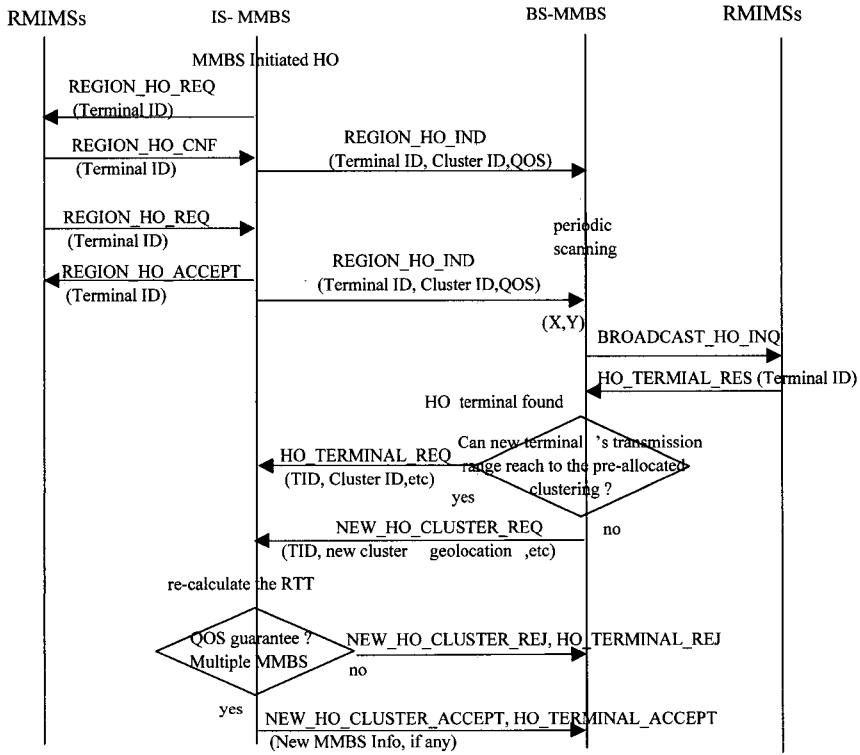 RMIMSs IS- MMBS BS-MMBS RMIMSs
MMBS Initiated HO
REGION_HO_REQ
(Terminal ID)
REGION_HO_CNF
(Terminal ID)
REGION_HO_IND
(Terminal ID, Cluster ID,QOS)
REGION_HO_REQ
(Terminal ID)
periodic
scanning
REGION_HO_ACCEPT
(Terminal ID)
REGION_HO_IND
(Terminal ID, Cluster ID,QOS)
(X,Y)
BROADCAST_HO_INQ
HO_TERMIAL_RES (Terminal ID)
HO terminal found
Can new terminal 's transmission
range reach to the pre-allocated
clustering ?
HO_TERMINAL_REQ
(TID, Cluster ID,etc)
yes
no
NEW_HO_CLUSTER_REQ
(TID, new cluster geolocation ,etc)
re-calculate the RTT
QOS guarantee ?
Multiple MMBS
NEW_HO_CLUSTER_REJ, HO_TERMINAL_REJ
no
yes
NEW_HO_CLUSTER_ACCEPT, HO_TERMINAL_ACCEPT
(New MMBS Info, if any)